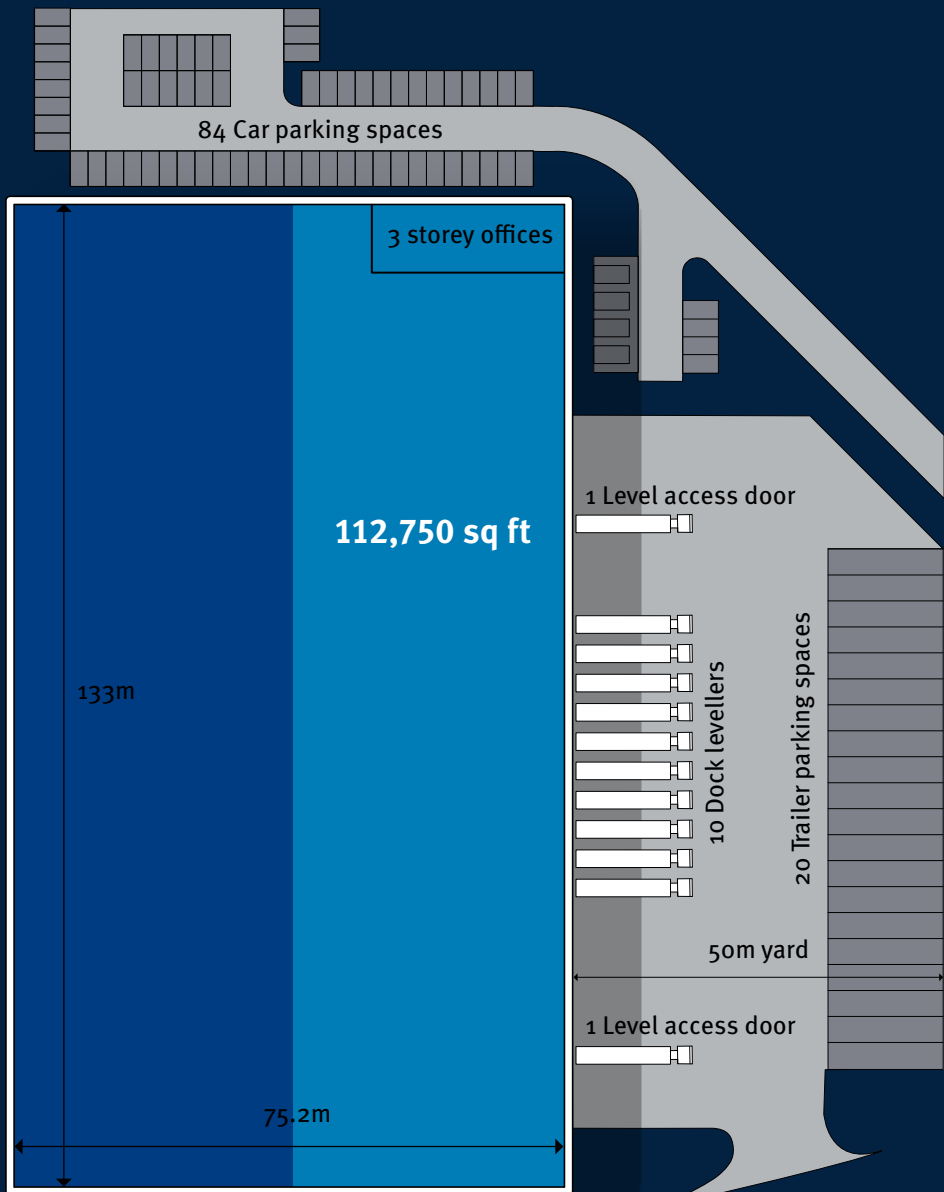 84 Car parking spaces
3 storey offices
1 Level access door
112,750 sq ft
133m
10 Dock levellers
20 Trailer parking spaces
50m yard
1 Level access door
75.2m